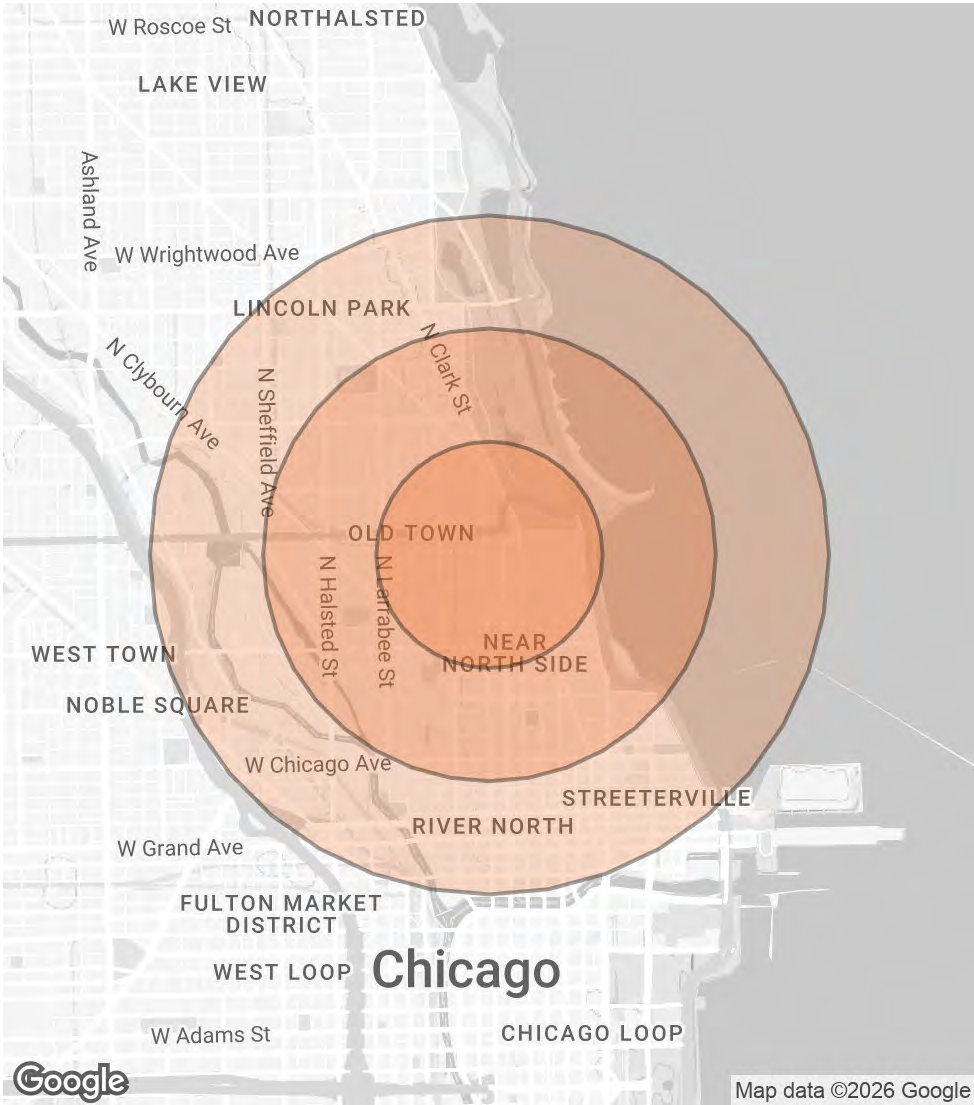 W Roscoe St
NORTHALSTED
LAKE VIEW
Ashland Ave
W Wrightwood Ave
LINCOLN PARK
N Clark St
N Clybourn Ave
N Sheffield Ave
OLD TOWN
N Halsted St
N Larrabee St
NEAR
NORTH SIDE
WEST TOWN
NOBLE SQUARE
W Chicago Ave
STREETERVILLE
RIVER NORTH
W Grand Ave
FULTON MARKET
DISTRICT
WEST LOOP
Chicago
W Adams St
CHICAGO LOOP
Google
Map data ©2026 Google